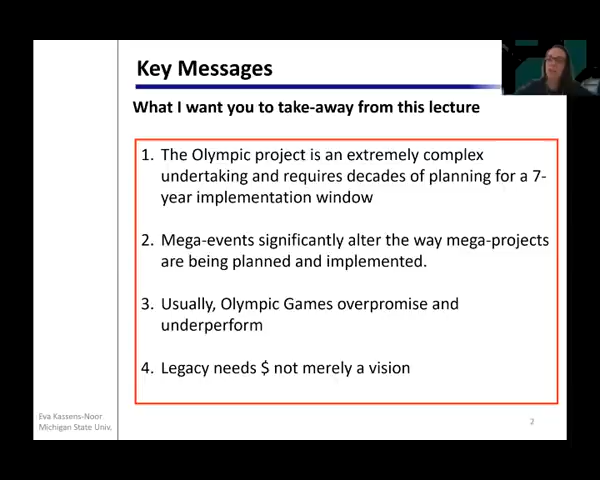 Key Messages
What I want you to take-away from this lecture
1. The Olympic project is an extremely complex
undertaking and requires decades of planning for a 7-
year implementation window
2. Mega-events significantly alter the way mega-projects
are being planned and implemented.
3. Usually, Olympic Games overpromise and
underperform
4. Legacy needs $ not merely a vision
Eva Kassens-Noor
Michigan State Univ.
2